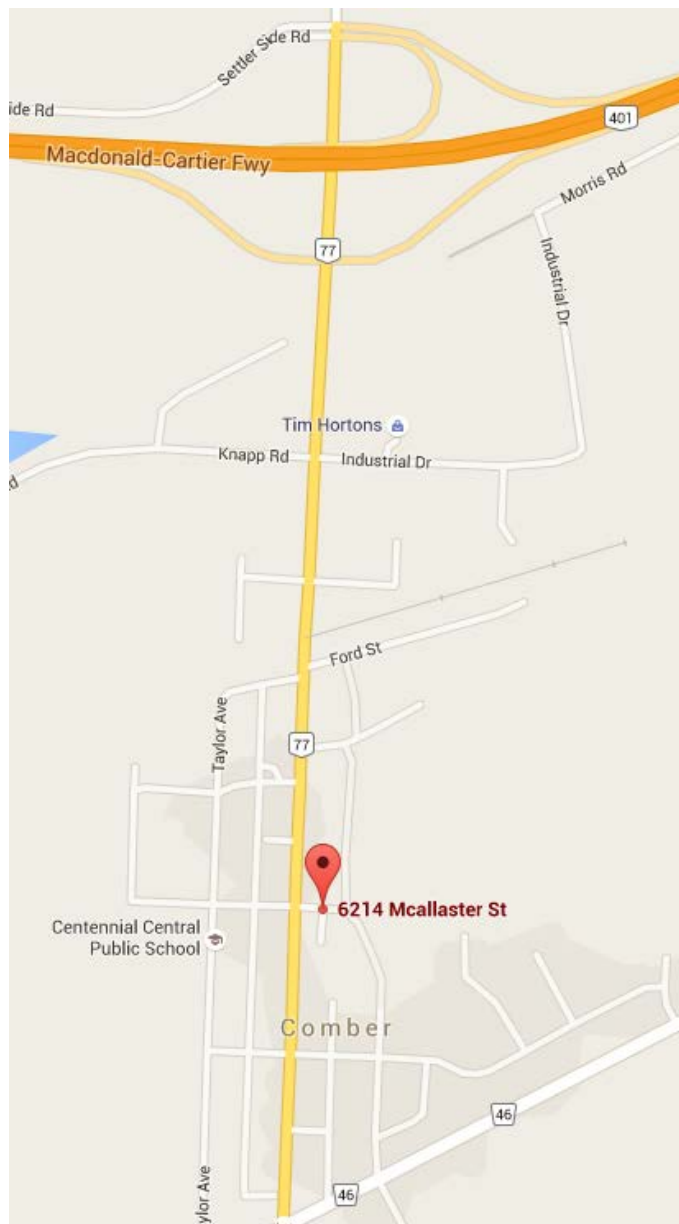 Settler Side Rd
ide Rd
401
Macdonald-Cartier Fwy
Morris Rd
77
Industrial Dr
Tim Hortons
Knapp Rd
Industrial Dr
d
Ford St
Taylor Ave
77
6214 Mcallaster St
Centennial Central
Public School
Comber
46
46
ylor Ave